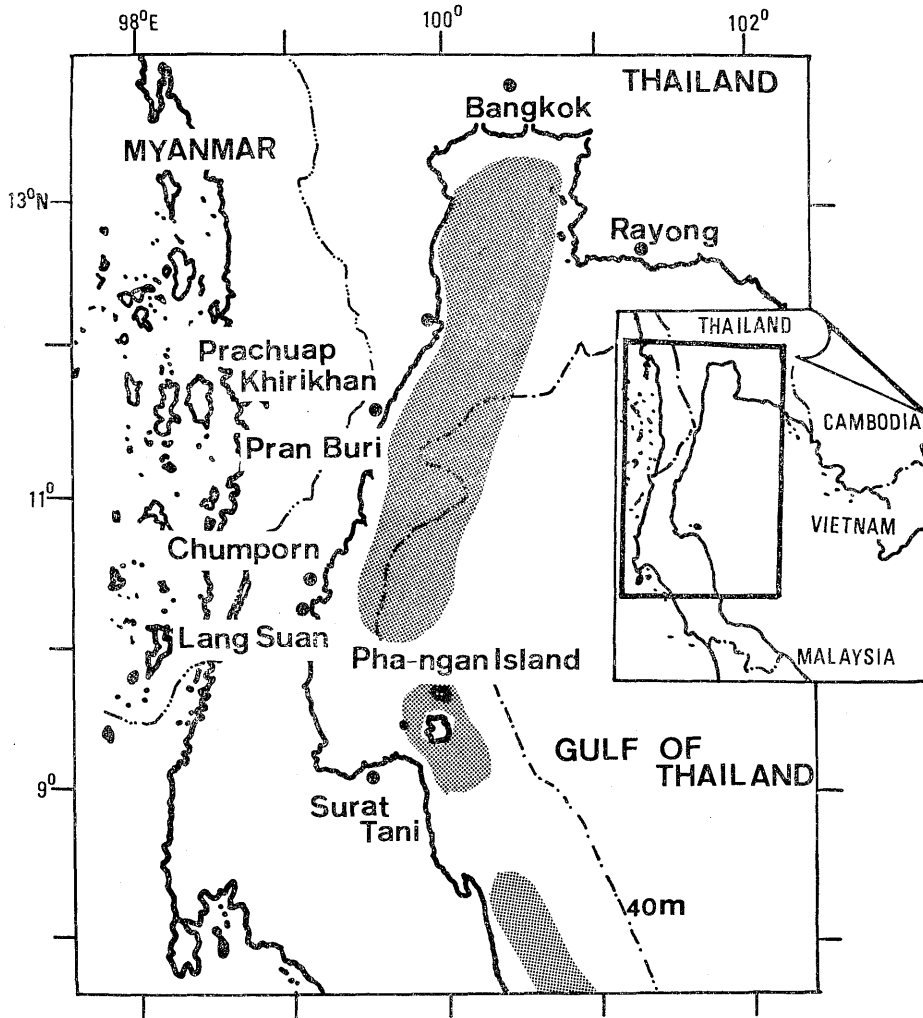 98°E
100°
102°
THAILAND
Bangkok
MYANMAR
13°N
Rayong
THAILAND
Prachuap
Khirikhan
CAMBODIA
Pran Buri
11°
VIETNAM
Chumporn
Lang Suan
Pha-ngan Island
MALAYSIA
GULF OF
THAILAND
9°
Surat
Tani
40m